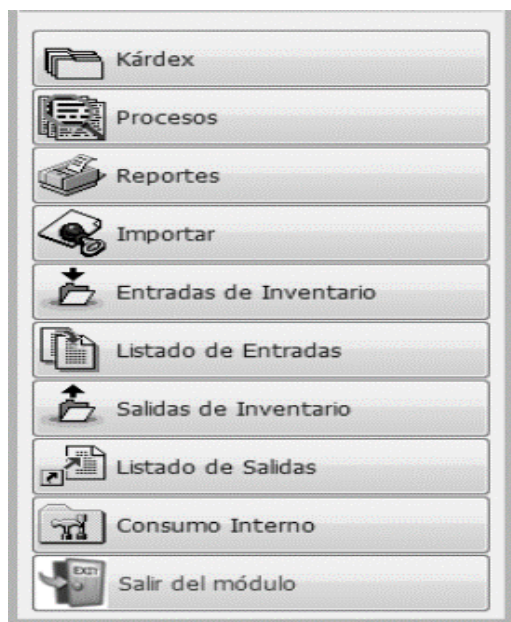 Kárdex
Procesos
Reportes
Importar
Entradas de Inventario
Listado de Entradas
Salidas de Inventario
Listado de Salidas
Consumo Interno
EXIT
Salir del módulo